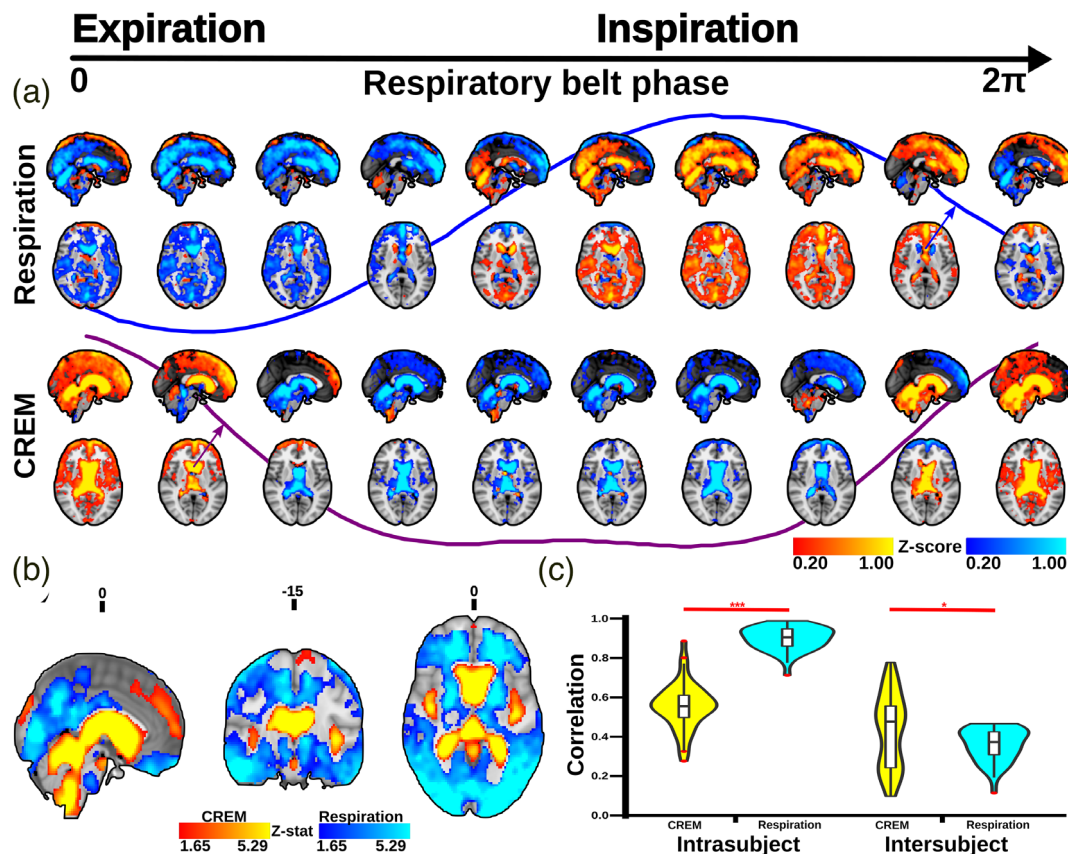 Expiration Inspiration
0 Respiratory belt phase 2π
(a)
Respiration
CREM
Z-score
0.20 1.00 0.20 1.00
(b)
0 -15 0
CREM Z-stat Respiration
1.65 5.29 1.65 5.29
(c)
*** *
Correlation
1.0
0.8
0.6
0.4
0.2
0.0
CREM Respiration CREM Respiration
Intrasubject Intersubject